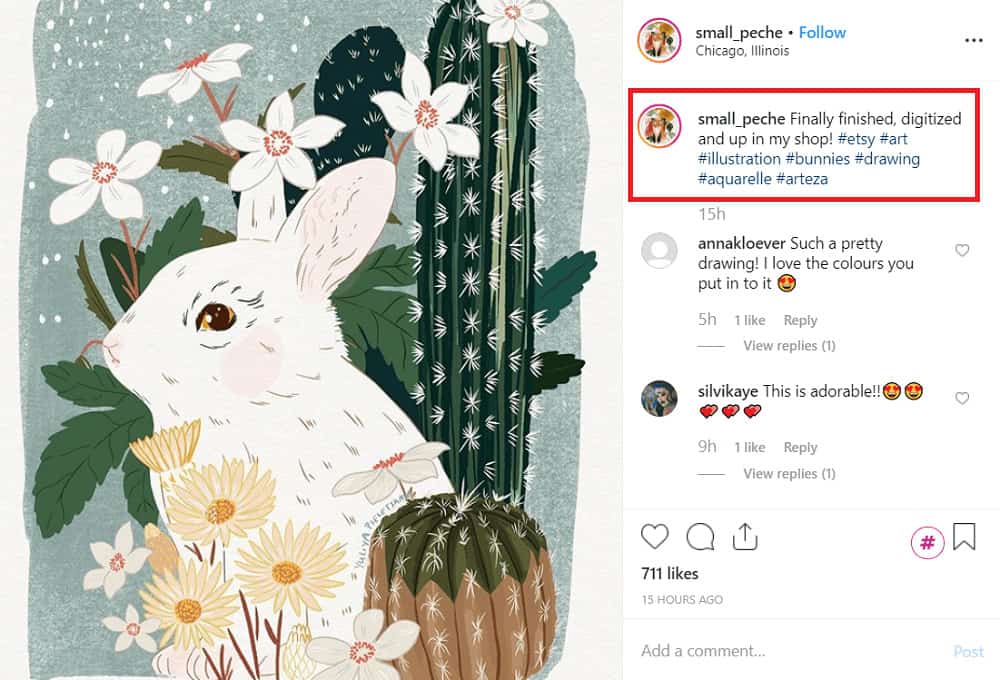 small_peche • Follow
Chicago, Illinois
small_peche Finally finished, digitized
and up in my shop! #etsy #art
#illustration #bunnies #drawing
#aquarelle #arteza
15h
annakloever Such a pretty
drawing! I love the colours you
put in to it 😍
5h 1 like Reply
View replies (1)
silvikaye This is adorable!!😍😍
💞💞💞
9h 1 like Reply
View replies (1)
#
711 likes
15 HOURS AGO
Add a comment... Post